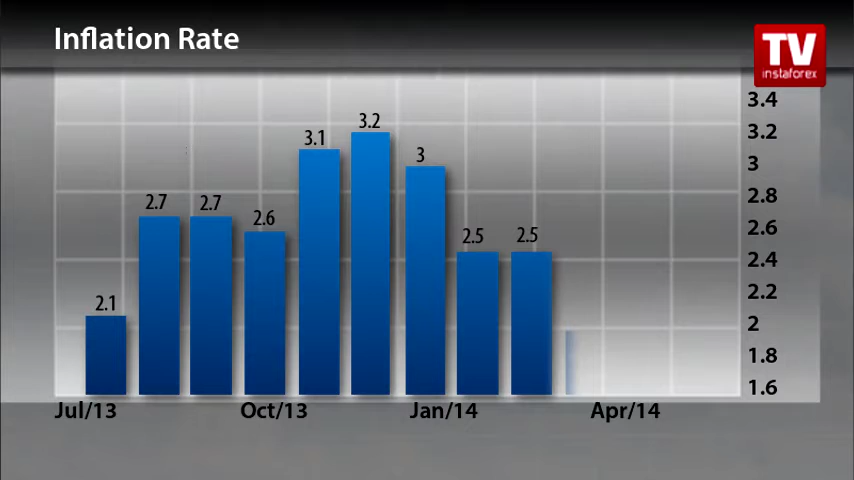 Inflation Rate
TV
instaforex
3.4
3.2
3
2.8
2.6
2.4
2.2
2
1.8
1.6
2.1
2.7
2.7
2.6
3.1
3.2
3
2.5
2.5
Jul/13
Oct/13
Jan/14
Apr/14